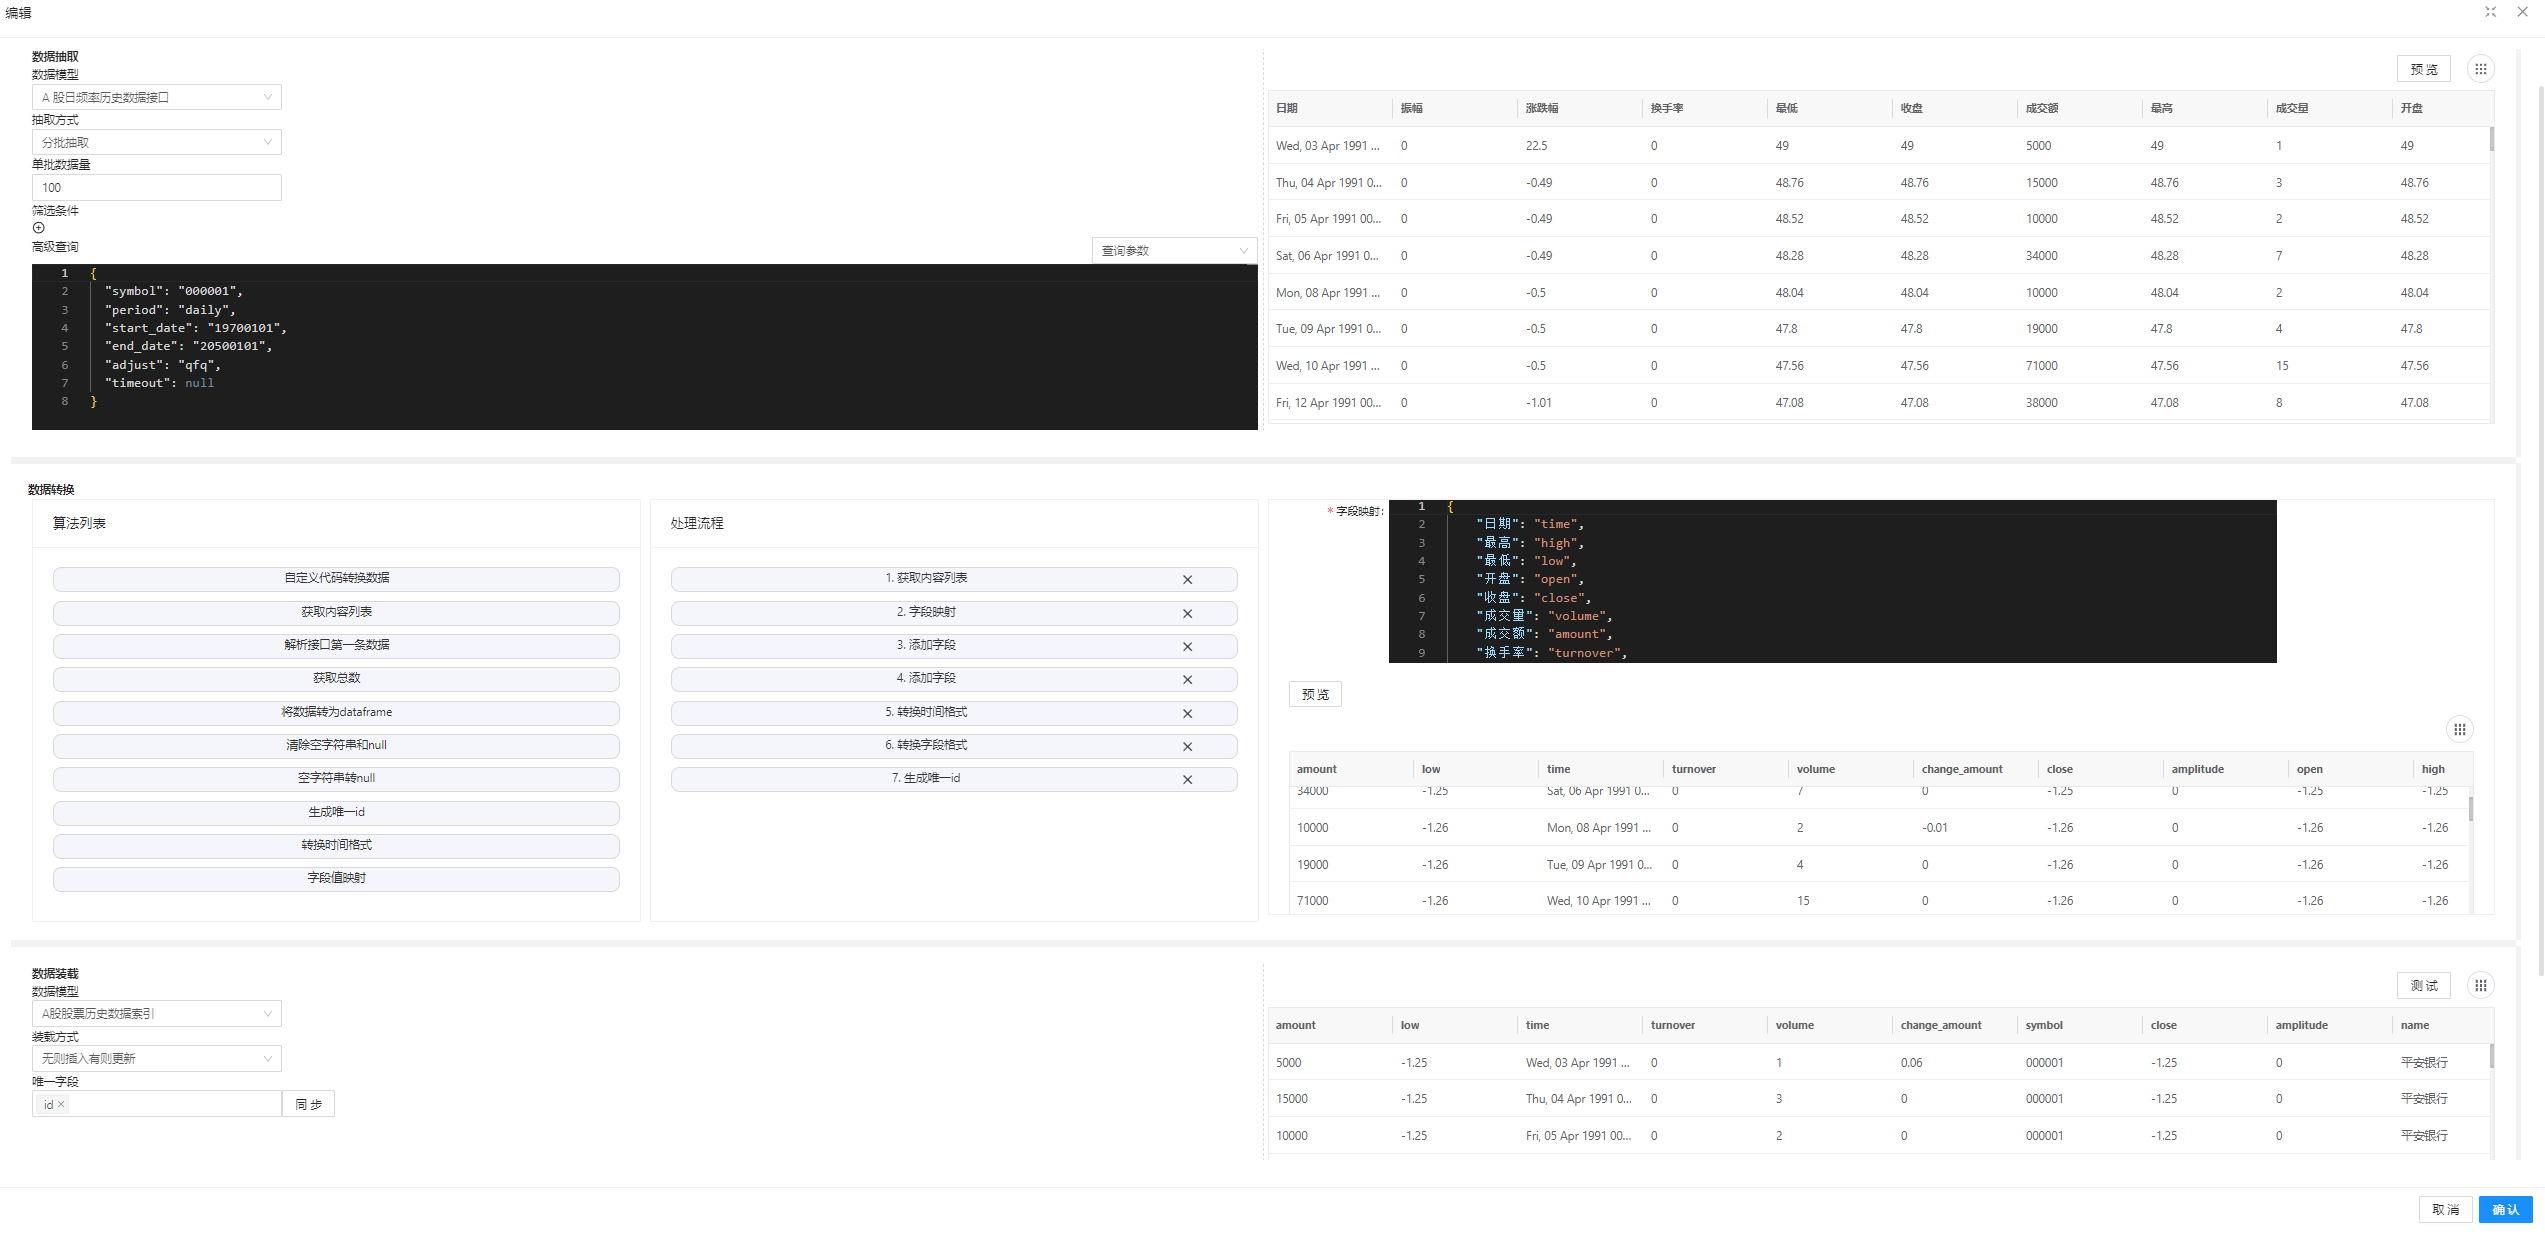 编辑
数据抽取
数据模型
A 股日频率历史数据接口
抽取方式
分批抽取
单批数据量
100
筛选条件
高级查询
查询参数
1 {
2 "symbol": "000001",
3 "period": "daily",
4 "start_date": "19700101",
5 "end_date": "20500101",
6 "adjust": "qfq",
7 "timeout": null
8 }
预 览
日期 振幅 涨跌幅 换手率 最低 收盘 成交额 最高 成交量 开盘
Wed, 03 Apr 1991 ... 0 22.5 0 49 49 5000 49 1 49
Thu, 04 Apr 1991 0... 0 -0.49 0 48.76 48.76 15000 48.76 3 48.76
Fri, 05 Apr 1991 00... 0 -0.49 0 48.52 48.52 10000 48.52 2 48.52
Sat, 06 Apr 1991 0... 0 -0.49 0 48.28 48.28 34000 48.28 7 48.28
Mon, 08 Apr 1991 ... 0 -0.5 0 48.04 48.04 10000 48.04 2 48.04
Tue, 09 Apr 1991 0... 0 -0.5 0 47.8 47.8 19000 47.8 4 47.8
Wed, 10 Apr 1991 ... 0 -0.5 0 47.56 47.56 71000 47.56 15 47.56
Fri, 12 Apr 1991 00... 0 -1.01 0 47.08 47.08 38000 47.08 8 47.08
数据转换
算法列表
自定义代码转换数据
获取内容列表
解析接口第一条数据
获取总数
将数据转为dataframe
清除空字符串和null
空字符串转null
生成唯一id
转换时间格式
字段值映射
处理流程
1. 获取内容列表
2. 字段映射
3. 添加字段
4. 添加字段
5. 转换时间格式
6. 转换字段格式
7. 生成唯一id
* 字段映射:
1 {
2 "日期": "time",
3 "最高": "high",
4 "最低": "low",
5 "开盘": "open",
6 "收盘": "close",
7 "成交量": "volume",
8 "成交额": "amount",
9 "换手率": "turnover",
预 览
amount low time turnover volume change_amount close amplitude open high
34000 -1.25 Sat, 06 Apr 1991 0... 0 7 0 -1.25 0 -1.25 -1.25
10000 -1.26 Mon, 08 Apr 1991 ... 0 2 -0.01 -1.26 0 -1.26 -1.26
19000 -1.26 Tue, 09 Apr 1991 0... 0 4 0 -1.26 0 -1.26 -1.26
71000 -1.26 Wed, 10 Apr 1991 ... 0 15 0 -1.26 0 -1.26 -1.26
数据装载
数据模型
A股股票历史数据索引
装载方式
无则插入有则更新
唯一字段
id ×
同 步
测 试
amount low time turnover volume change_amount symbol close amplitude name
5000 -1.25 Wed, 03 Apr 1991 ... 0 1 0.06 000001 -1.25 0 平安银行
15000 -1.25 Thu, 04 Apr 1991 0... 0 3 0 000001 -1.25 0 平安银行
10000 -1.25 Fri, 05 Apr 1991 00... 0 2 0 000001 -1.25 0 平安银行
取 消
确 认